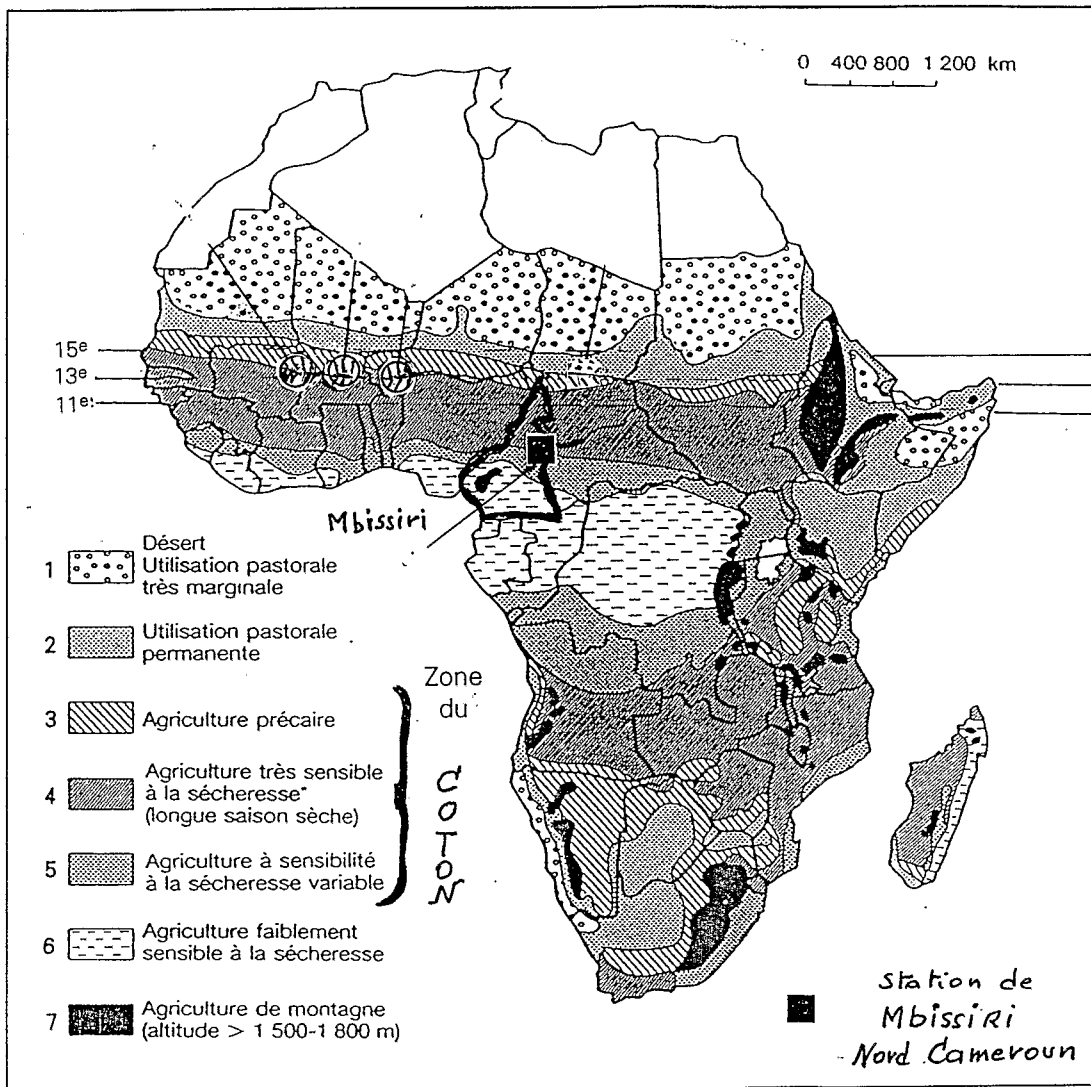 0 400 800 1 200 km
15e
13e
11e
Mbissiri
1 Désert
Utilisation pastorale
très marginale
2 Utilisation pastorale
permanente
3 Agriculture précaire
4 Agriculture très sensible
à la sécheresse
(longue saison sèche)
5 Agriculture à sensibilité
à la sécheresse variable
Zone
du
C
O
T
O
N
6 Agriculture faiblement
sensible à la sécheresse
7 Agriculture de montagne
(altitude > 1 500-1 800 m)
Station de
MbissiRi
Nord Cameroun